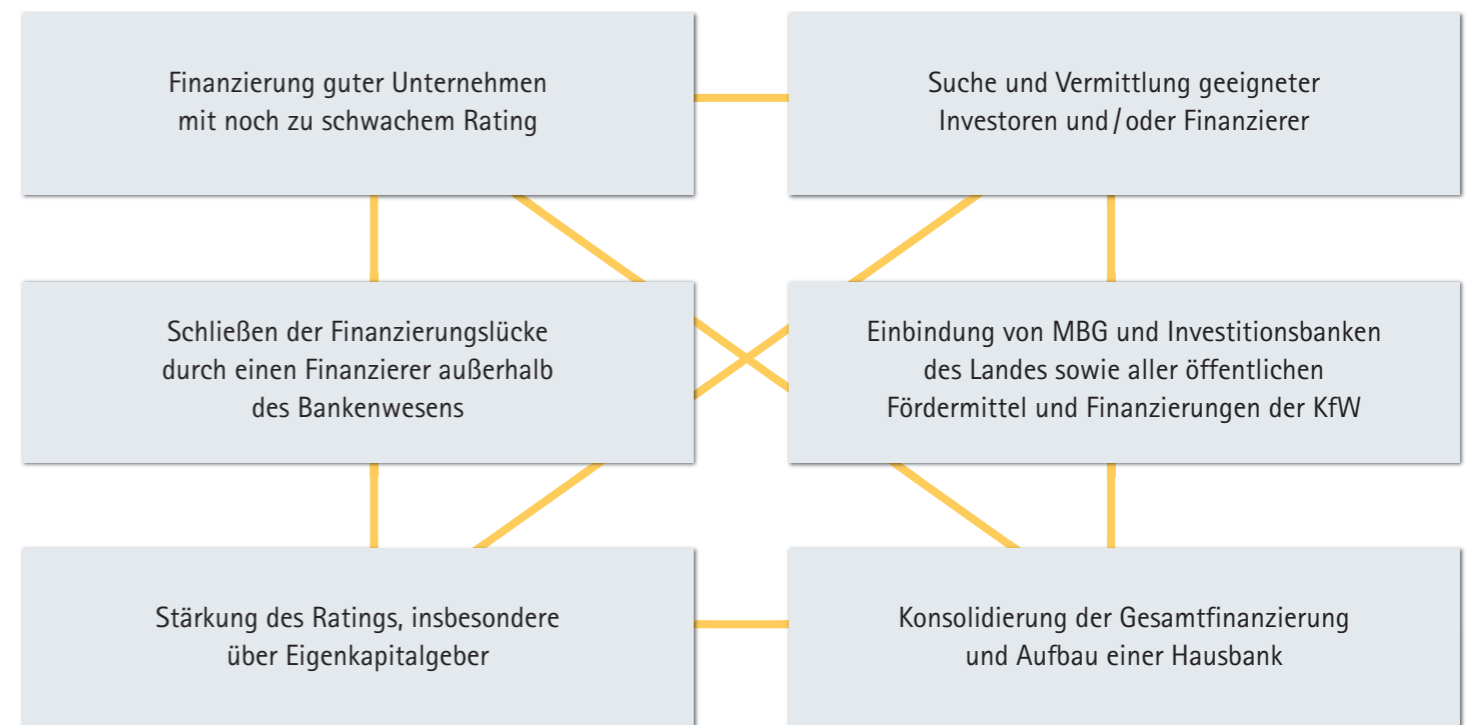 Finanzierung guter Unternehmen
mit noch zu schwachem Rating
Suche und Vermittlung geeigneter
Investoren und/oder Finanzierer
Schließen der Finanzierungslücke
durch einen Finanzierer außerhalb
des Bankenwesens
Einbindung von MBG und Investitionsbanken
des Landes sowie aller öffentlichen
Fördermittel und Finanzierungen der KfW
Stärkung des Ratings, insbesondere
über Eigenkapitalgeber
Konsolidierung der Gesamtfinanzierung
und Aufbau einer Hausbank